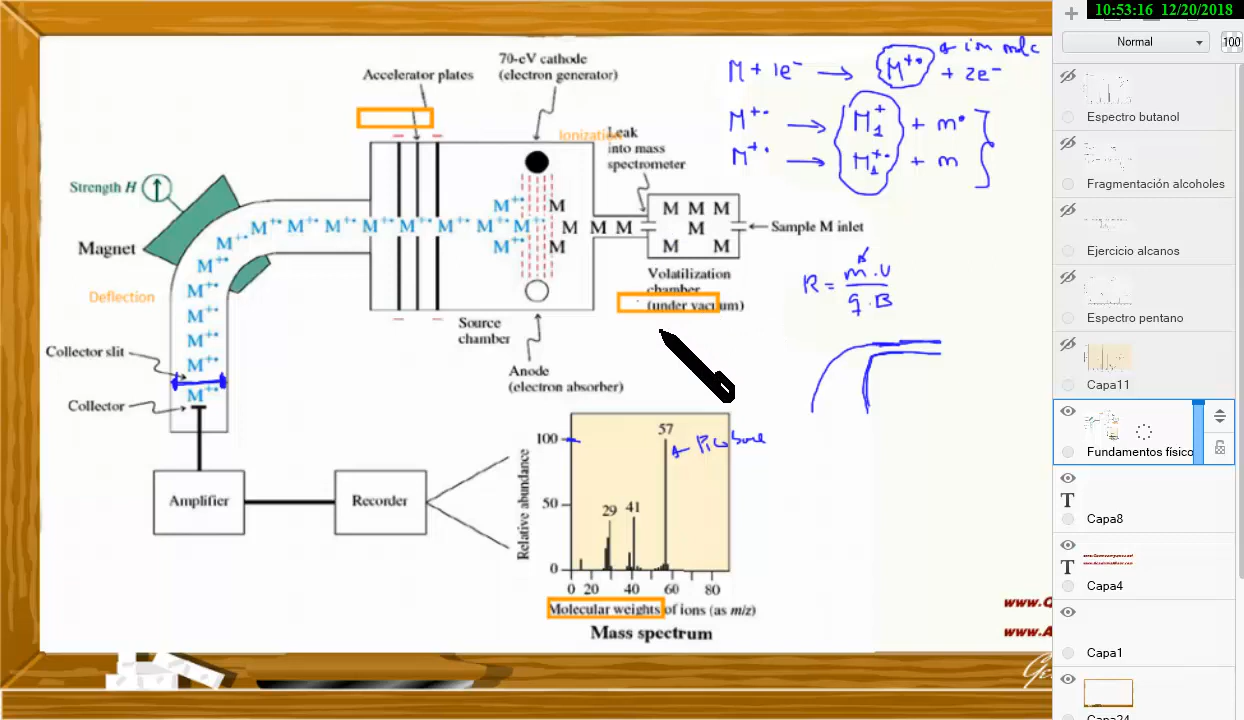 10:53:16 12/20/2018
Normal
100
Espectro butanol
Fragmentación alcoholes
Ejercicio alcanos
Espectro pentano
Capa11
Fundamentos físico
T
Capa8
T
Capa4
Capa1
Capa24
70-eV cathode
(electron generator)
Accelerator plates
Ionization
Leak
into mass
spectrometer
Strength H
Magnet
Deflection
M⁺• M⁺• M⁺• M⁺• M⁺• M⁺• M⁺• M⁺• M⁺•
M⁺•
M⁺•
M⁺•
M⁺•
M⁺•
M⁺•
M⁺•
M⁺•
M⁺•
M
M M M
M
M M M
M
M M
Sample M inlet
Volatilization
chamber
(under vacuum)
Source
chamber
Anode
(electron absorber)
Collector slit
Collector
Amplifier
Recorder
Relative abundance
100
50
0
29
41
57
0 20 40 60 80
Molecular weights of ions (as m/z)
Mass spectrum
M + 1e⁻ → M⁺• + 2e⁻
M⁺• → M₁⁺ + m•
M⁺• → M₁⁺• + m
R = m.v
q.B
Pico base